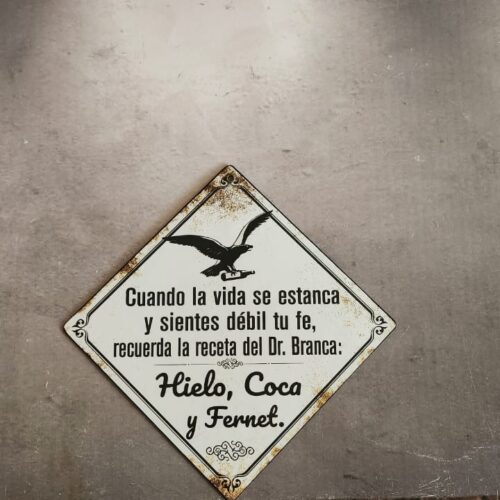 Cuando la vida se estanca
y sientes débil tu fe,
recuerda la receta del Dr. Branca:
Hielo, Coca
y Fernet.